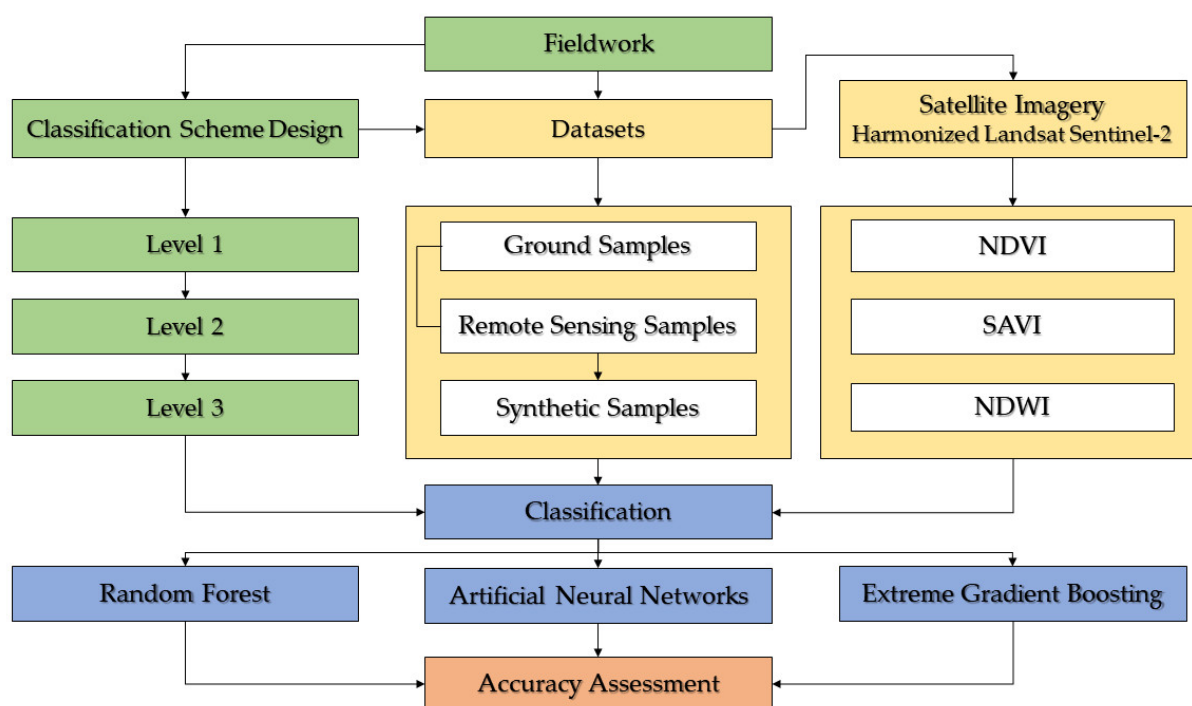 Fieldwork
Classification Scheme Design
Datasets
Satellite Imagery
Harmonized Landsat Sentinel-2
Level 1
Level 2
Level 3
Ground Samples
Remote Sensing Samples
Synthetic Samples
NDVI
SAVI
NDWI
Classification
Random Forest
Artificial Neural Networks
Extreme Gradient Boosting
Accuracy Assessment